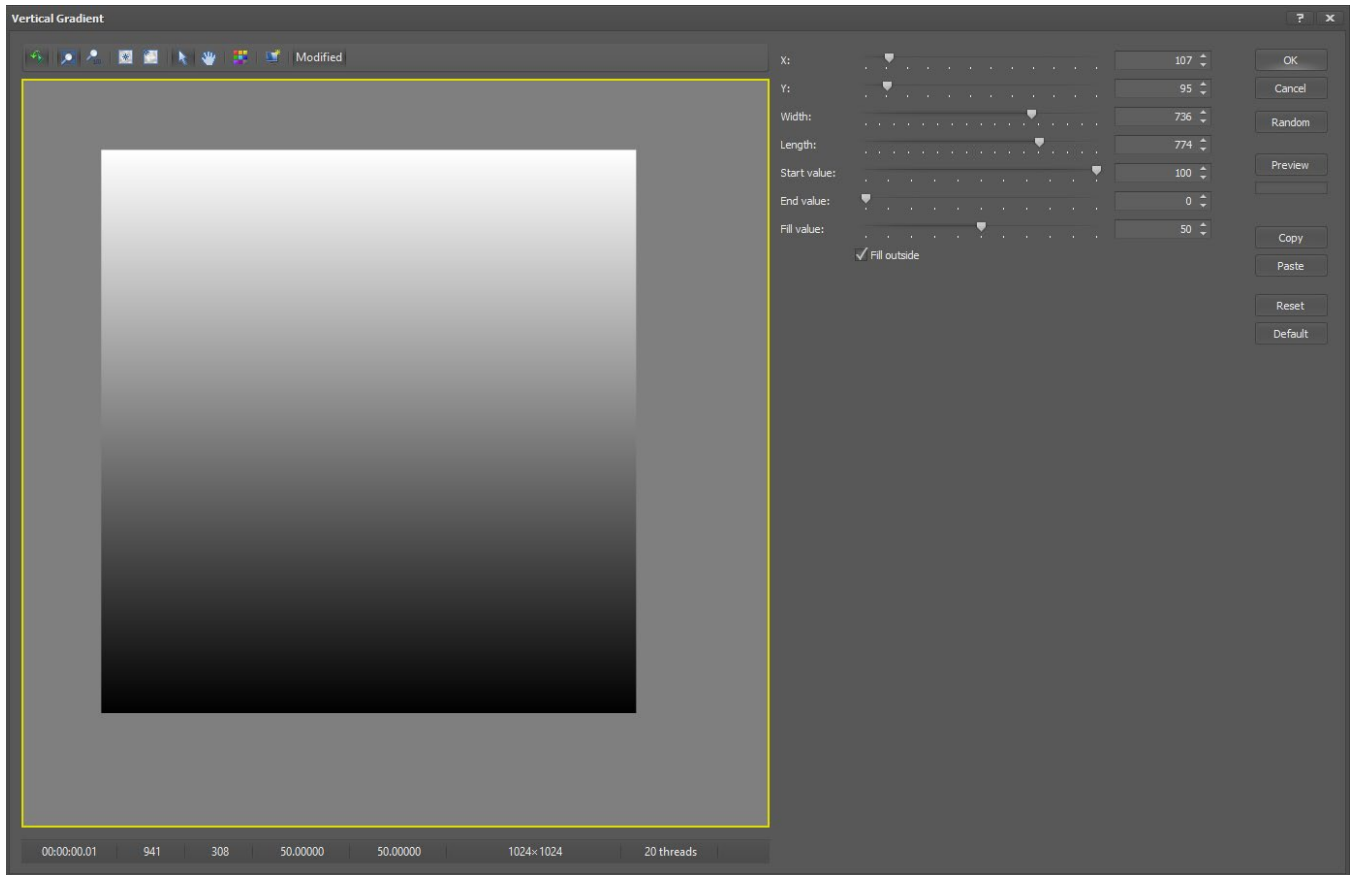 Vertical Gradient
? x
Modified
X: 107
OK
Y: 95
Cancel
Width: 736
Random
Length: 774
Start value: 100
Preview
End value: 0
Fill value: 50
Copy
Fill outside
Paste
Reset
Default
00:00:00.01 941 308 50.00000 50.00000 1024×1024 20 threads